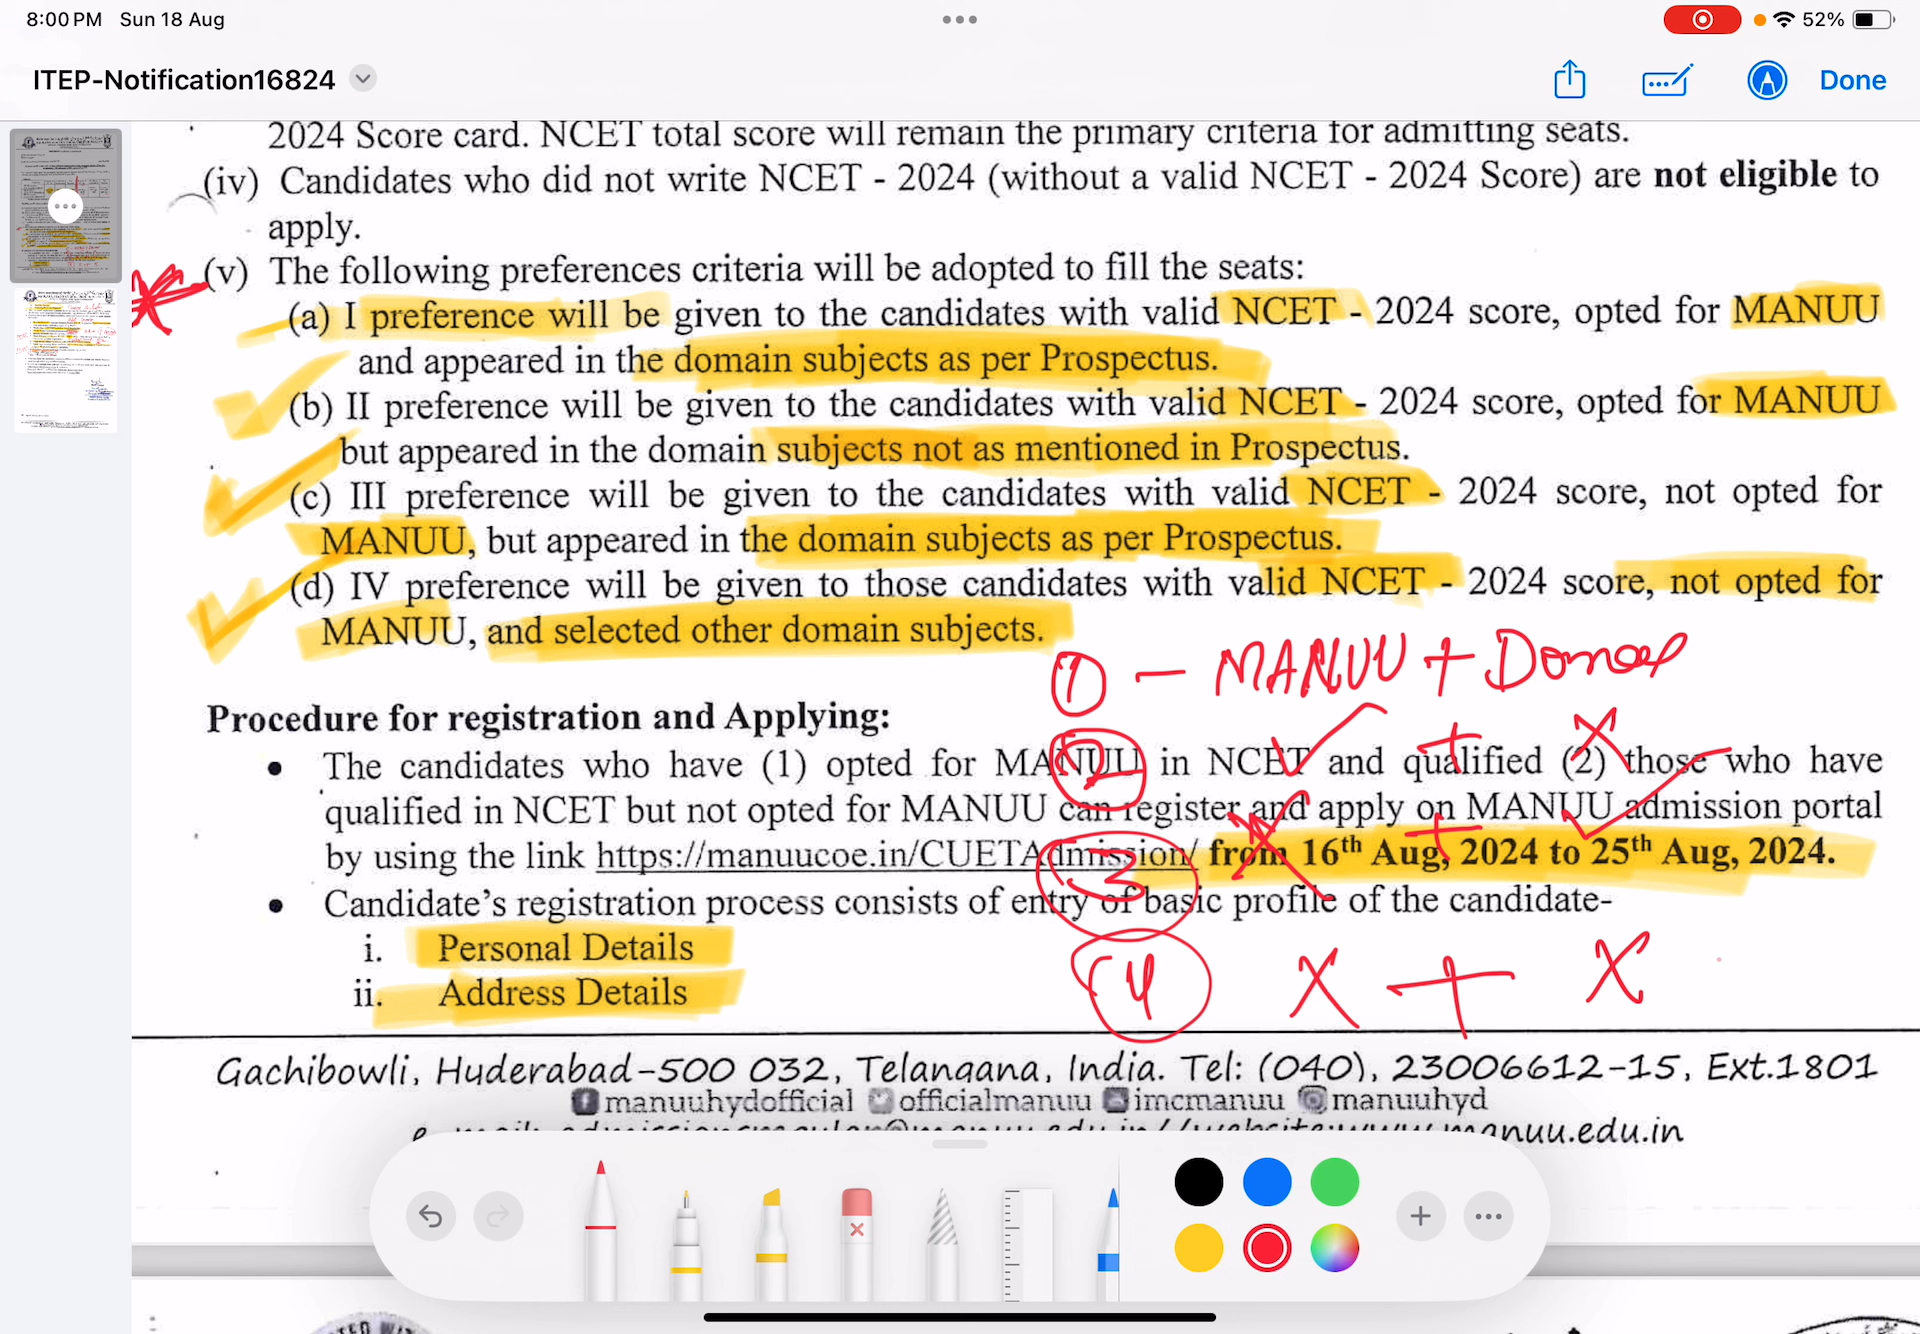 8:00 PM Sun 18 Aug
52%
ITEP-Notification16824
Done
2024 Score card. NCET total score will remain the primary criteria for admitting seats.
(iv) Candidates who did not write NCET - 2024 (without a valid NCET - 2024 Score) are not eligible to
apply.
(v) The following preferences criteria will be adopted to fill the seats:
(a) I preference will be given to the candidates with valid NCET - 2024 score, opted for MANUU
and appeared in the domain subjects as per Prospectus.
(b) II preference will be given to the candidates with valid NCET - 2024 score, opted for MANUU
but appeared in the domain subjects not as mentioned in Prospectus.
(c) III preference will be given to the candidates with valid NCET - 2024 score, not opted for
MANUU, but appeared in the domain subjects as per Prospectus.
(d) IV preference will be given to those candidates with valid NCET - 2024 score, not opted for
MANUU, and selected other domain subjects.
1 - MANUU +
Procedure for registration and Applying:
• The candidates who have (1) opted for MANUU in NCET and qualified (2) those who have
qualified in NCET but not opted for MANUU can register and apply on MANUU admission portal
by using the link https://manuucoe.in/CUETAdmission/ from 16th Aug, 2024 to 25th Aug, 2024.
• Candidate's registration process consists of entry of basic profile of the candidate-
i. Personal Details
ii. Address Details
2 ✓ + X
3 X + ✓
4 X + X
Gachibowli, Hyderabad-500 032, Telangana, India. Tel: (040), 23006612-15, Ext.1801
manuuhydofficial officialmanuu imcmanuu manuuhyd
manuu.edu.in